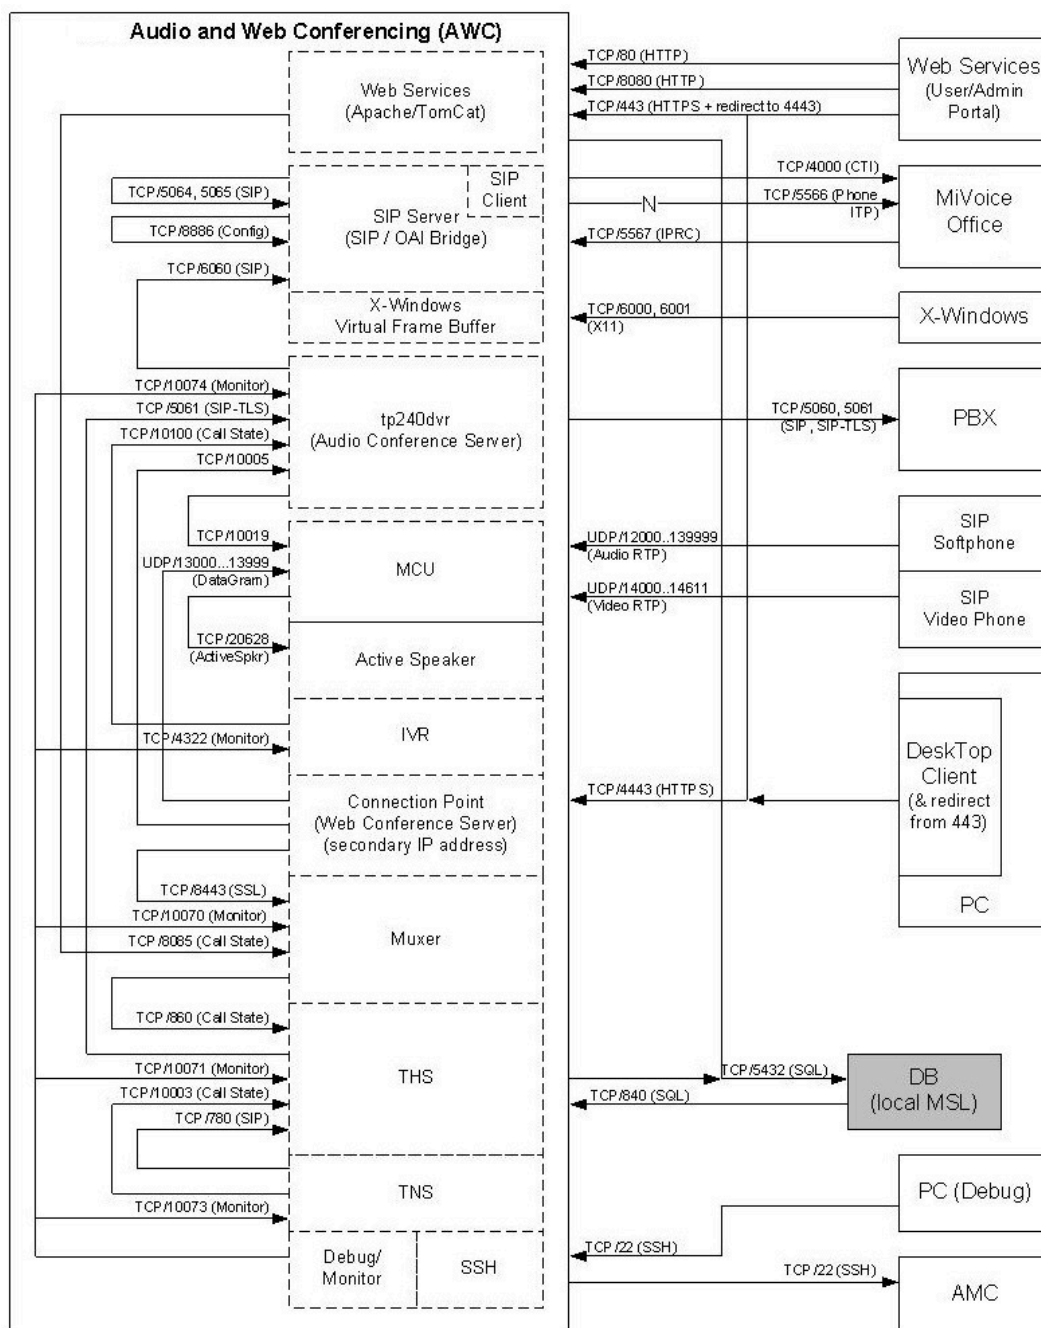 Audio and Web Conferencing (AWC)
Web Services
(Apache/TomCat)
TCP/80 (HTTP)
TCP/8080 (HTTP)
TCP/443 (HTTPS + redirect to 4443)
Web Services
(User/Admin
Portal)
TCP/5064, 5065 (SIP)
TCP/8886 (Config)
TCP/6060 (SIP)
SIP
Client
SIP Server
(SIP / OAI Bridge)
TCP/4000 (CTI)
N
TCP/5566 (Phone
ITP)
TCP/5567 (IPRC)
MiVoice
Office
X-Windows
Virtual Frame Buffer
TCP/6000, 6001
(X11)
X-Windows
TCP/10074 (Monitor)
TCP/5061 (SIP-TLS)
TCP/10100 (Call State)
TCP/10005
tp240dvr
(Audio Conference Server)
TCP/5060, 5061
(SIP, SIP-TLS)
PBX
TCP/10019
UDP/13000...13999
(DataGram)
MCU
UDP/12000..139999
(Audio RTP)
SIP
Softphone
UDP/14000..14611
(Video RTP)
SIP
Video Phone
TCP/20628
(ActiveSpkr)
Active Speaker
TCP/4322 (Monitor)
IVR
Connection Point
(Web Conference Server)
(secondary IP address)
TCP/4443 (HTTPS)
DeskTop
Client
(& redirect
from 443)
PC
TCP/8443 (SSL)
TCP/10070 (Monitor)
TCP/8085 (Call State)
Muxer
TCP/860 (Call State)
TCP/10071 (Monitor)
TCP/10003 (Call State)
TCP/780 (SIP)
THS
TCP/5432 (SQL)
TCP/840 (SQL)
DB
(local MSL)
TCP/10073 (Monitor)
TNS
PC (Debug)
Debug/
Monitor
SSH
TCP/22 (SSH)
TCP/22 (SSH)
AMC